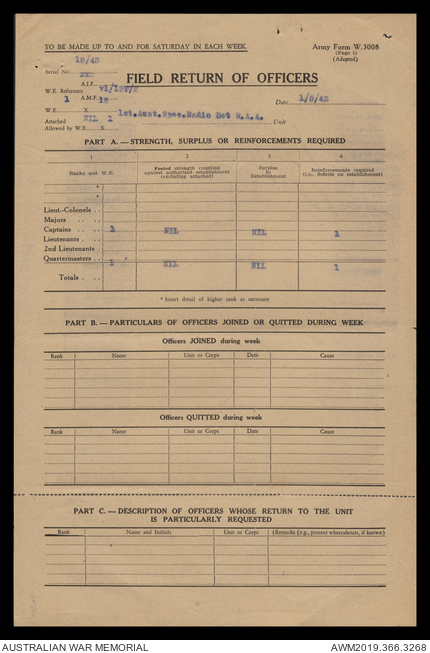 TO BE MADE UP TO AND FOR SATURDAY IN EACH WEEK.
Army Form W.3008
(Page 1)
(Adapted)
18/43
Serial No.
A.I.F.
W.E. Reference
A.M.F.
1 18
FIELD RETURN OF OFFICERS
Date 1/5/43
W.E. X
Attached NIL 1
1st.Aust.Spec.Radio Det R.A.A. Unit
Allowed by W.E. X
PART A.—STRENGTH, SURPLUS OR REINFORCEMENTS REQUIRED
1 2 3 4
Ranks and W.E.
Posted strength counting against authorized establishment (excluding attached)
Surplus to Establishment
Reinforcements required (i.e., deficits on establishment)
*
*
Lieut.-Colonels ..
Majors .. ..
Captains .. .. 1 NIL NIL 1
Lieutenants ..
2nd Lieutenants
Quartermasters ..
Totals .. 1 NIL NIL 1
* Insert detail of higher rank as necessary
PART B.—PARTICULARS OF OFFICERS JOINED OR QUITTED DURING WEEK
Officers JOINED during week
Rank Name Unit or Corps Date Cause
Officers QUITTED during week
Rank Name Unit or Corps Date Cause
PART C.—DESCRIPTION OF OFFICERS WHOSE RETURN TO THE UNIT
IS PARTICULARLY REQUESTED
Rank Name and Initials Unit or Corps (Remarks (e.g., present whereabouts, if known)
AUSTRALIAN WAR MEMORIAL
AWM2019.366.3268